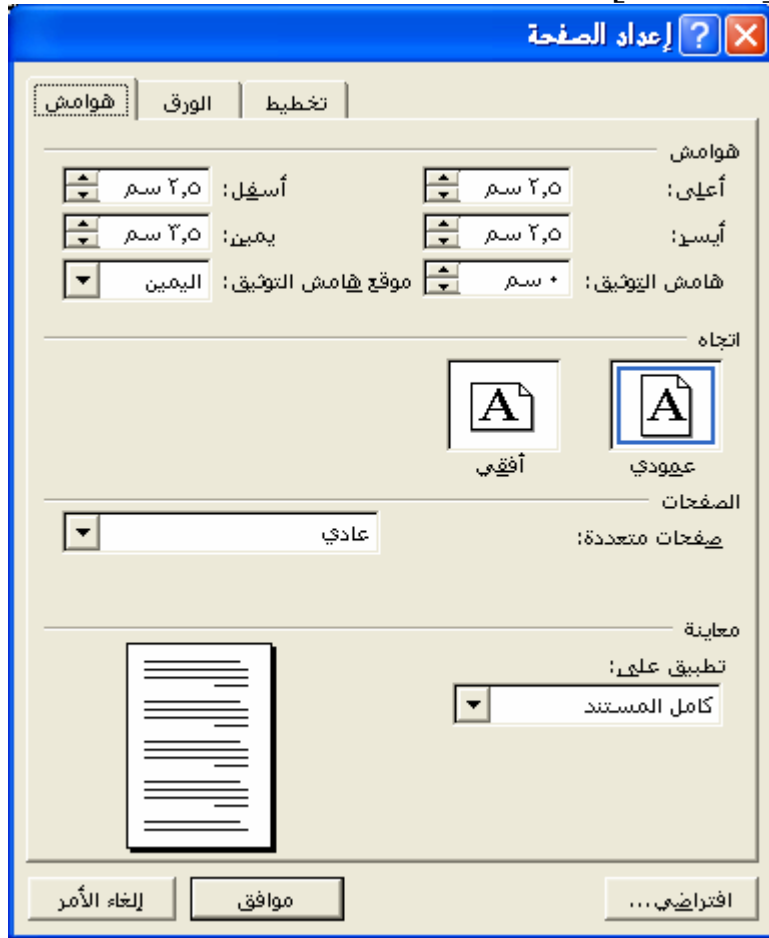 إعداد الصفحة
هوامش الورق تخطيط
هوامش
أعلى: ٢,٥ سم أسفل: ٢,٥ سم
أيسر: ٢,٥ سم يمين: ٣,٥ سم
هامش التوثيق: ٠ سم موقع هامش التوثيق: اليمين
اتجاه
A A
عمودي أفقي
الصفحات
صفحات متعددة: عادي
معاينة
تطبيق على:
كامل المستند
افتراضي... موافق إلغاء الأمر